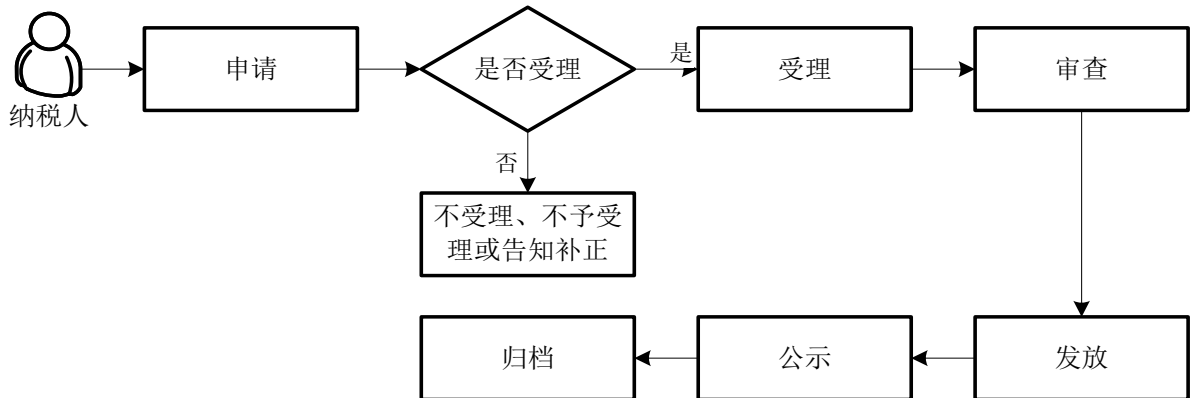 纳税人
申请
是否受理
是
受理
审查
否
不受理、不予受
理或告知补正
归档
公示
发放